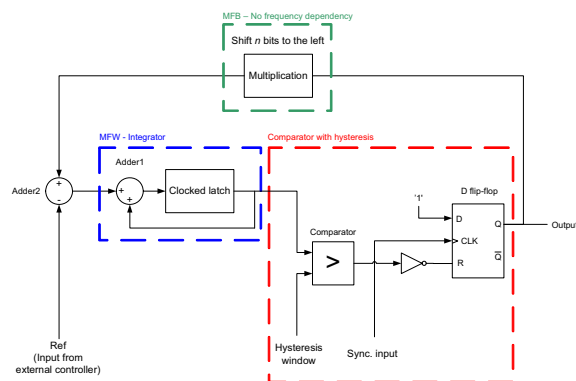 MFB – No frequency dependency
Shift n bits to the left
Multiplication
MFW - Integrator
Comparator with hysteresis
Adder1
Clocked latch
Adder2
+
-
+
+
D flip-flop
'1'
D
Q
CLK
R
Q
Output
Comparator
>
Ref
(Input from
external controller)
Hysteresis
window
Sync. input